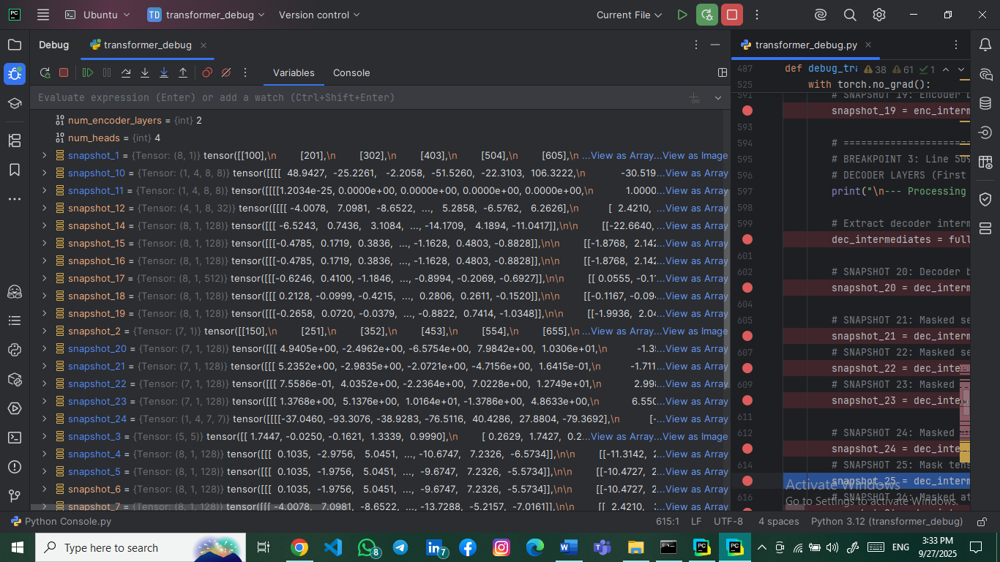 PC
Ubuntu
TD transformer_debug
Version control
Current File
Debug
transformer_debug
transformer_debug.py
Variables
Console
Evaluate expression (Enter) or add a watch (Ctrl+Shift+Enter)
num_encoder_layers = {int} 2
num_heads = {int} 4
snapshot_1 = {Tensor: (8, 1)} tensor([[100],\n [201],\n [302],\n [403],\n [504],\n [605],\n ...View as Array...View as Image
snapshot_10 = {Tensor: (1, 4, 8, 8)} tensor([[[[ 48.9427, -25.2261, -2.2058, -51.5260, -22.3103, 106.3222,\n -30.519...View as Array
snapshot_11 = {Tensor: (1, 4, 8, 8)} tensor([[[[1.2034e-25, 0.0000e+00, 0.0000e+00, 0.0000e+00, 0.0000e+00,\n 1.0000...View as Array
snapshot_12 = {Tensor: (4, 1, 8, 32)} tensor([[[[ -4.0078, 7.0981, -8.6522, ..., 5.2858, -6.5762, 6.2626],\n [ 2.4210, ...View as Array
snapshot_14 = {Tensor: (8, 1, 128)} tensor([[[ -6.5243, 0.7436, 3.1084, ..., -14.1709, 4.1894, -11.0417]],\n\n [[-22.6640, ...View as Array
snapshot_15 = {Tensor: (8, 1, 128)} tensor([[[-0.4785, 0.1719, 0.3836, ..., -1.1628, 0.4803, -0.8828]],\n\n [[-1.8768, 2.142...View as Array
snapshot_16 = {Tensor: (8, 1, 128)} tensor([[[-0.4785, 0.1719, 0.3836, ..., -1.1628, 0.4803, -0.8828]],\n\n [[-1.8768, 2.142...View as Array
snapshot_17 = {Tensor: (8, 1, 512)} tensor([[[-0.6246, 0.4100, -1.1846, ..., -0.8994, -0.2069, -0.6927]],\n\n [[ 0.0555, -0.1...View as Array
snapshot_18 = {Tensor: (8, 1, 128)} tensor([[[ 0.2128, -0.0999, -0.4215, ..., 0.2806, 0.2611, -0.1520]],\n\n [[-0.1167, -0.09...View as Array
snapshot_19 = {Tensor: (8, 1, 128)} tensor([[[-0.2658, 0.0720, -0.0379, ..., -0.8822, 0.7414, -1.0348]],\n\n [[-1.9936, 2.04...View as Array
snapshot_2 = {Tensor: (7, 1)} tensor([[150],\n [251],\n [352],\n [453],\n [554],\n [655],\n ...View as Array...View as Image
snapshot_20 = {Tensor: (7, 1, 128)} tensor([[[ 4.9405e+00, -2.4962e+00, -6.5754e+00, 7.9842e+00, 1.0306e+01,\n -1.3...View as Array
snapshot_21 = {Tensor: (7, 1, 128)} tensor([[[ 5.2352e+00, -2.9835e+00, -2.0721e+00, -4.7156e+00, 1.6415e-01,\n -1.711...View as Array
snapshot_22 = {Tensor: (7, 1, 128)} tensor([[[ 7.5586e-01, 4.0352e+00, -2.2364e+00, 7.0228e+00, 1.2749e+01,\n 2.99...View as Array
snapshot_23 = {Tensor: (7, 1, 128)} tensor([[[ 1.3768e+00, 5.1376e+00, 1.0164e+01, -1.3786e+00, 4.8633e+00,\n 6.550...View as Array
snapshot_24 = {Tensor: (1, 4, 7, 7)} tensor([[[[-37.0460, -93.3076, -38.9283, -76.5116, 40.4286, 27.8804, -79.3692],\n [-...View as Array
snapshot_3 = {Tensor: (5, 5)} tensor([[ 1.7447, -0.0250, -0.1621, 1.3339, 0.9990],\n [ 0.2629, 1.7427, 0.2...View as Array...View as Image
snapshot_4 = {Tensor: (8, 1, 128)} tensor([[[ 0.1035, -2.9756, 5.0451, ..., -10.6747, 7.2326, -6.5734]],\n\n [[-11.3142, 2...View as Array
snapshot_5 = {Tensor: (8, 1, 128)} tensor([[[ 0.1035, -1.9756, 5.0451, ..., -9.6747, 7.2326, -5.5734]],\n\n [[-10.4727, 2...View as Array
snapshot_6 = {Tensor: (8, 1, 128)} tensor([[[ 0.1035, -1.9756, 5.0451, ..., -9.6747, 7.2326, -5.5734]],\n\n [[-10.4727, 2...View as Array
snapshot_7 = {Tensor: (8, 1, 128)} tensor([[[ -4.0078, 7.0981, -8.6522, ..., -13.7288, -5.2157, -7.0161]],\n\n [[ 2.4210, ...View as Array
487 def debug_tra 38 61 1
525 with torch.no_grad():
591 # SNAPSHOT 19: Encoder b
snapshot_19 = enc_interm
593
594 # ========================
595 # BREAKPOINT 3: Line 509
596 # DECODER LAYERS (First
597 print("\n--- Processing
598
599 # Extract decoder interm
dec_intermediates = full
601
602 # SNAPSHOT 20: Decoder b
snapshot_20 = dec_interm
604
605 # SNAPSHOT 21: Masked se
snapshot_21 = dec_interm
607 # SNAPSHOT 22: Masked se
snapshot_22 = dec_inte
609 # SNAPSHOT 23: Masked
snapshot_23 = dec_inte
611
612 # SNAPSHOT 24: Masked
snapshot_24 = dec_inte
614 # SNAPSHOT 25: Mask tens
snapshot_25 = dec_interm
616 # SNAPSHOT 26: Masked at
Activate Windows
Go to Settings to activate Windows.
Python Console.py
615:1 LF UTF-8 4 spaces Python 3.12 (transformer_debug)
Type here to search
8
7
ENG
3:33 PM
9/27/2025